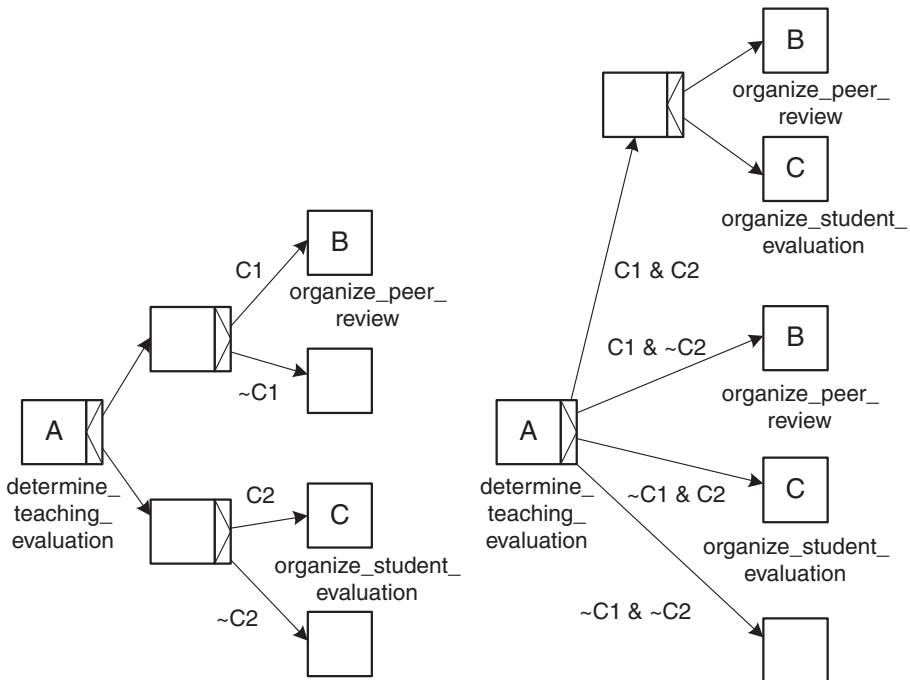 C1
B
organize_peer_
review
~C1
A
determine_
teaching_
evaluation
C2
C
organize_student_
evaluation
~C2
B
organize_peer_
review
C
organize_student_
evaluation
C1 & C2
C1 & ~C2
B
organize_peer_
review
A
determine_
teaching_
evaluation
~C1 & C2
C
organize_student_
evaluation
~C1 & ~C2